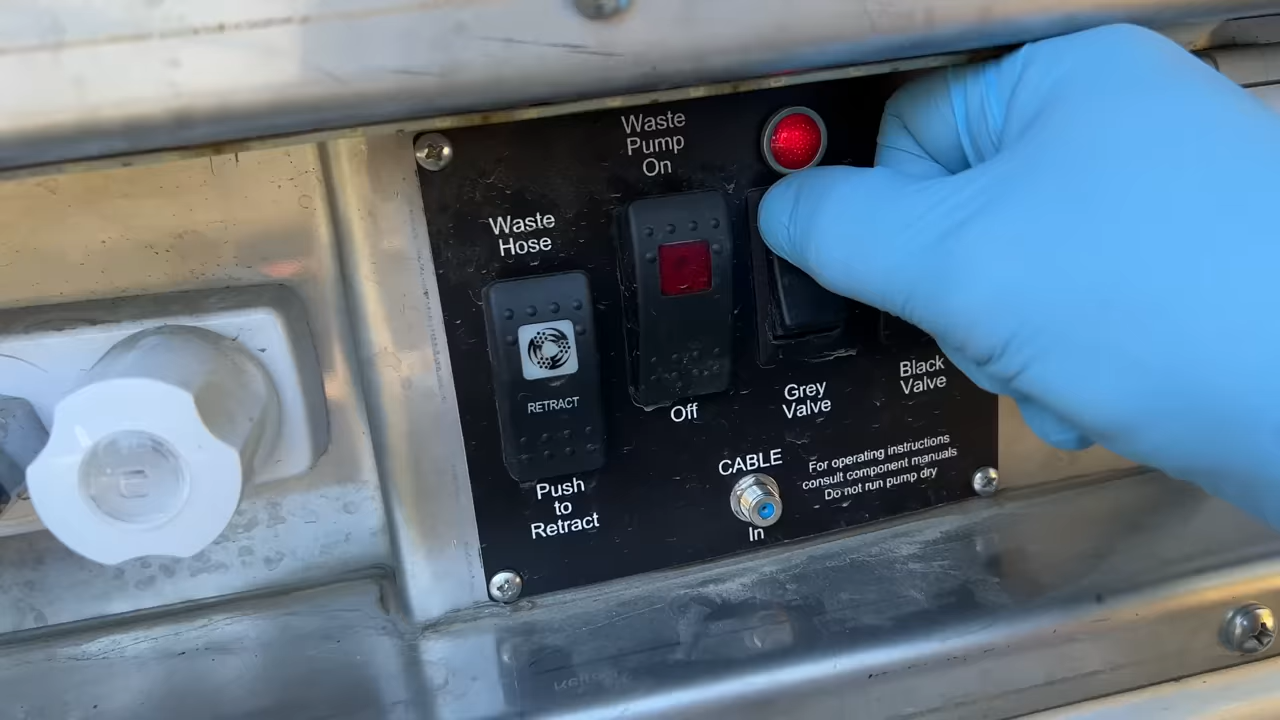 Waste
Pump
On
Waste
Hose
RETRACT
Push
to
Retract
Off
Grey
Valve
Black
Valve
CABLE
In
For operating instructions
consult component manuals
Do not run pump dry